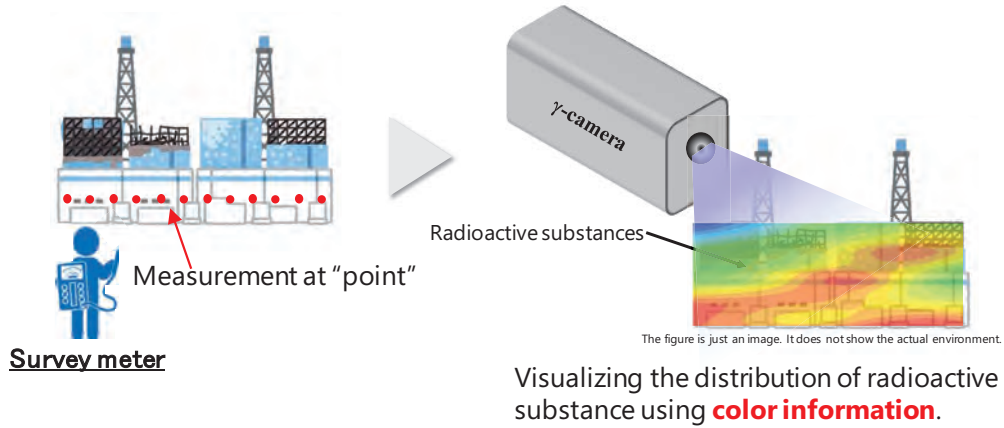 γ-camera
Radioactive substances
Measurement at “point”
Survey meter
The figure is just an image. It does not show the actual environment.
Visualizing the distribution of radioactive
substance using color information.